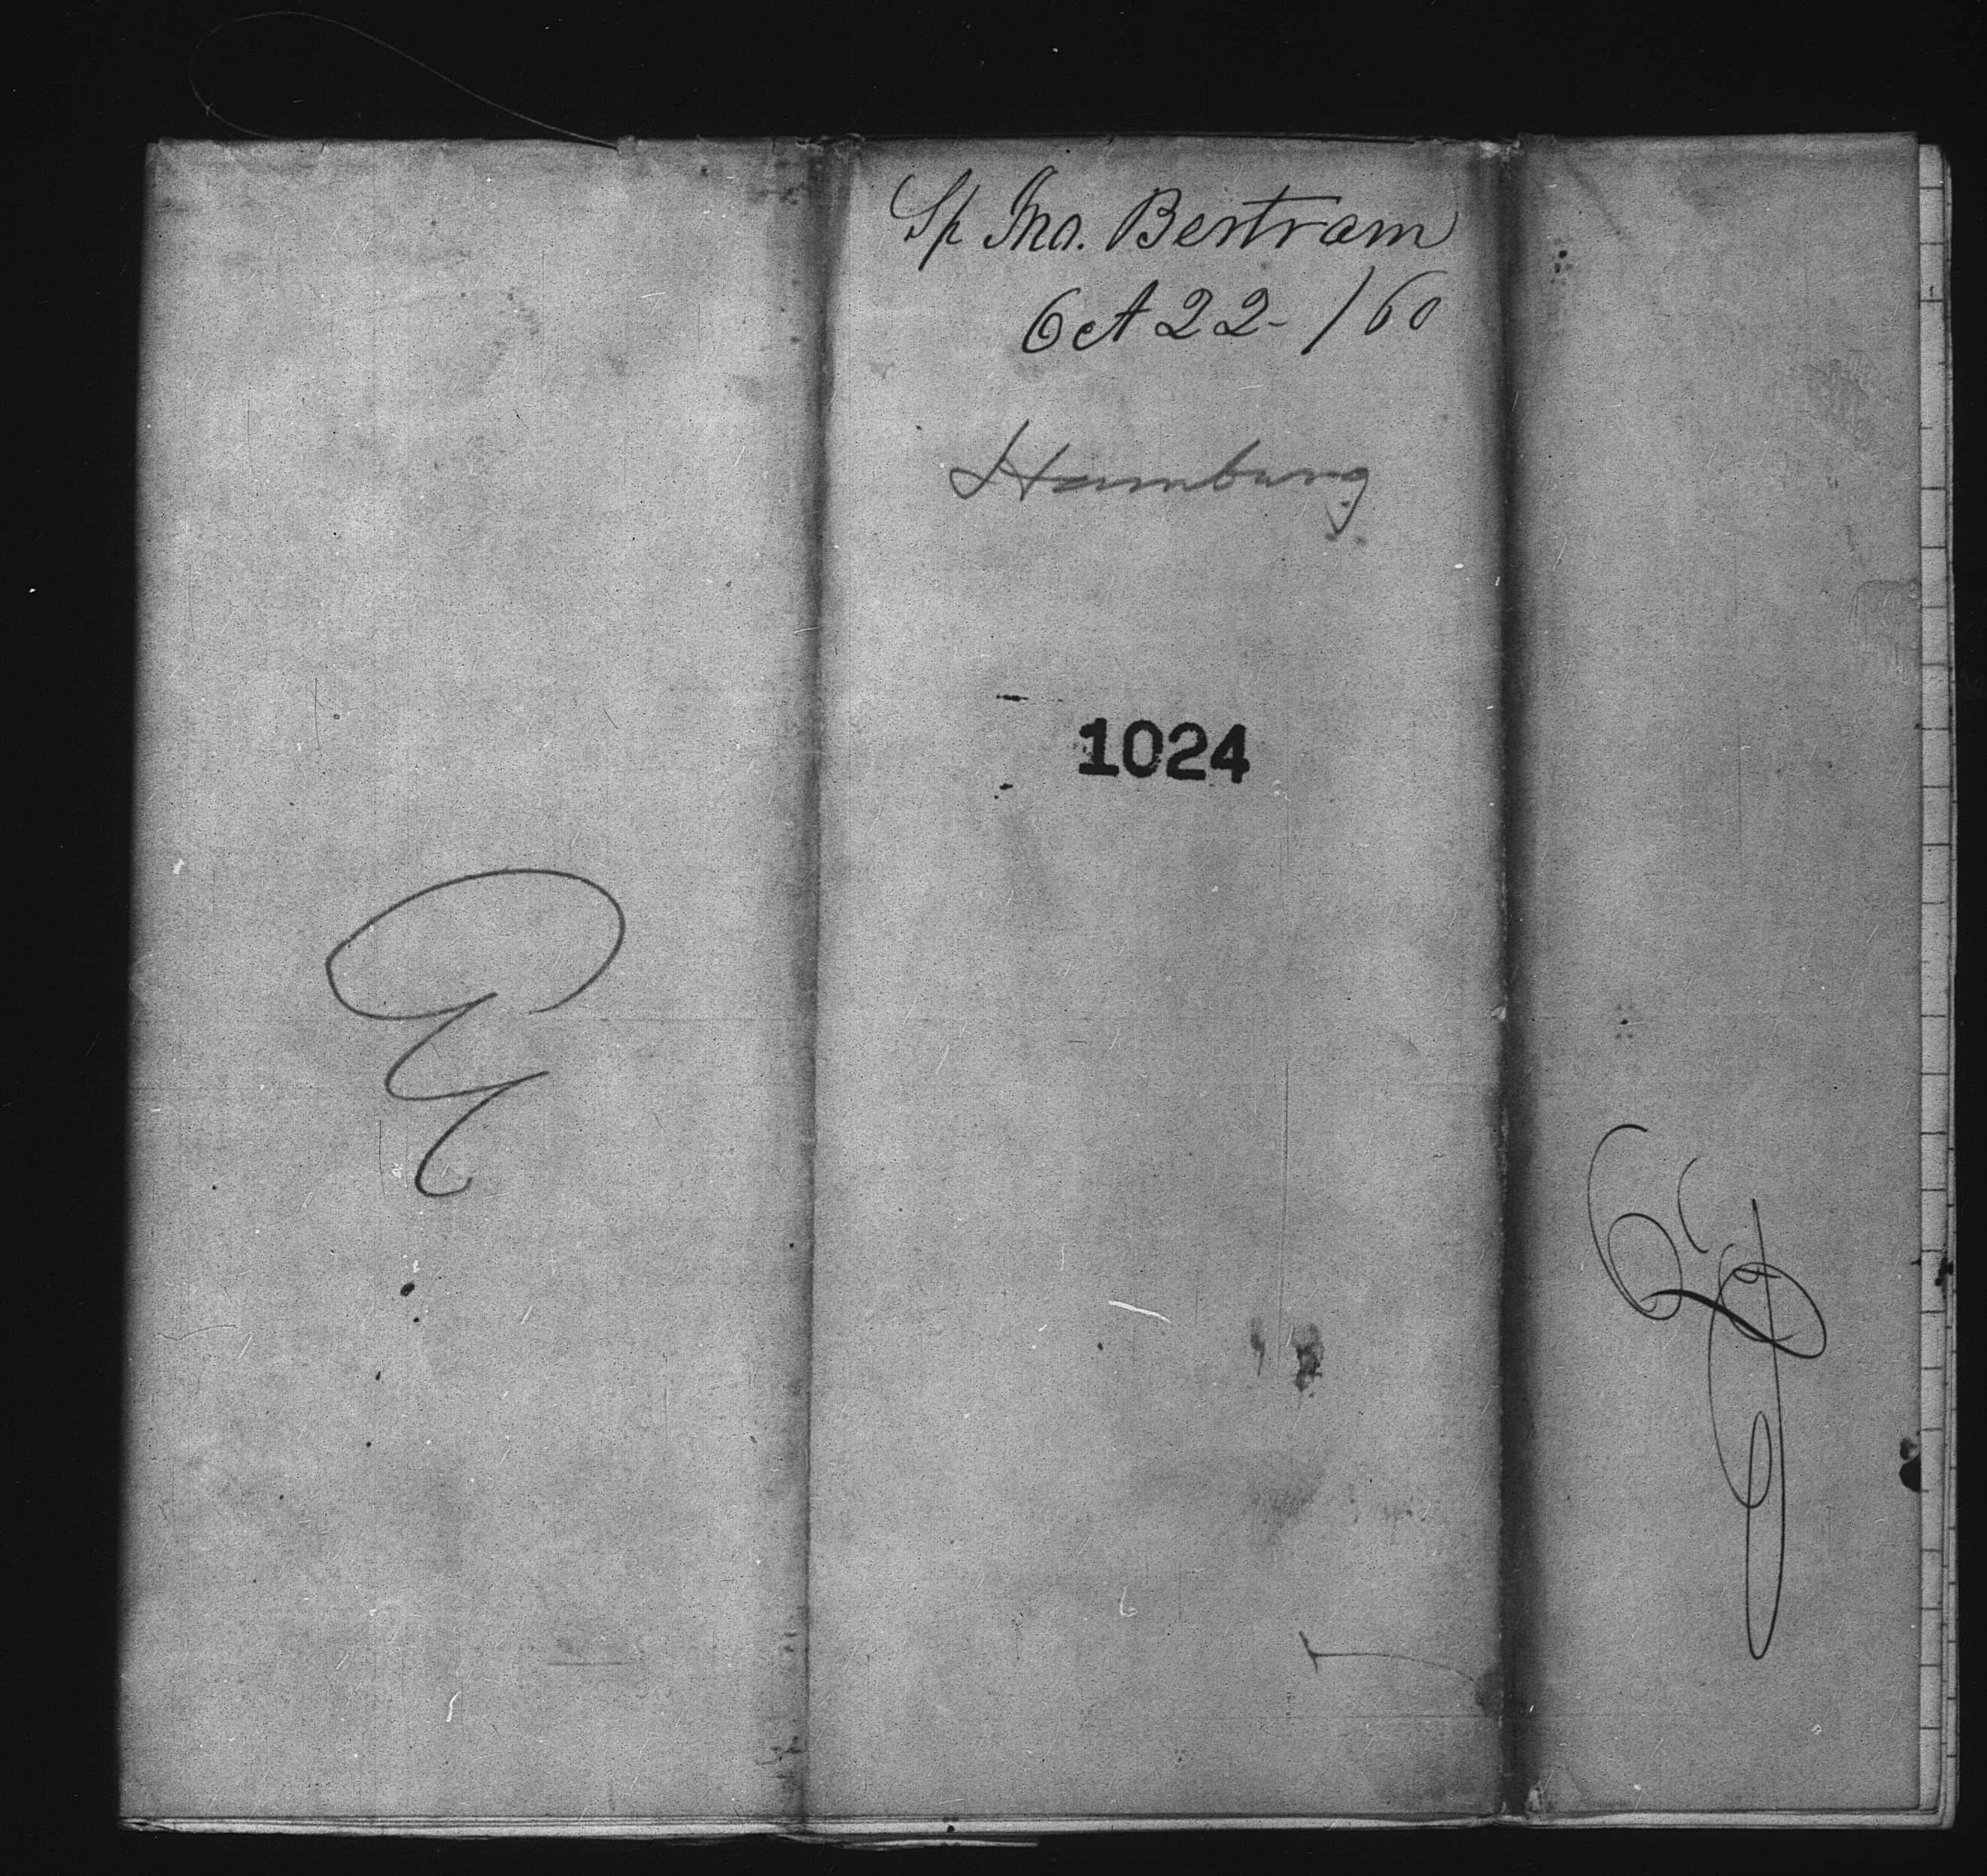 Sp Jno. Bertram
Oct 22 - / 60
Hamburg
1024